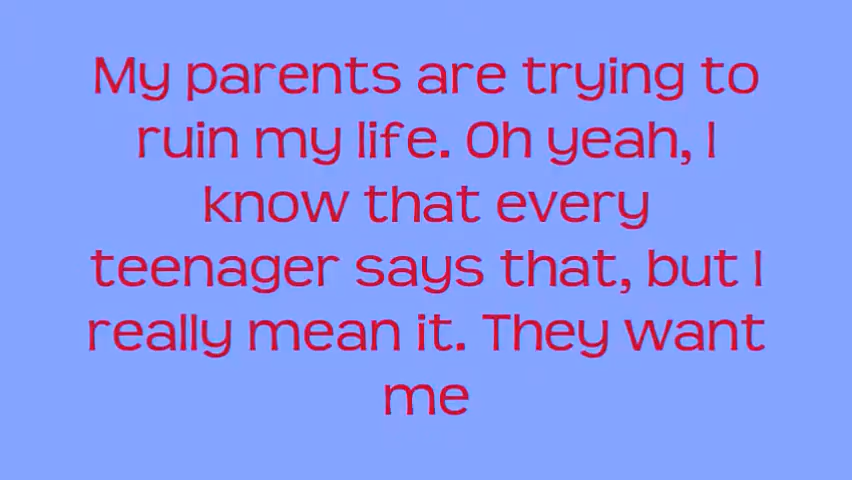 My parents are trying to
ruin my life. Oh yeah, I
know that every
teenager says that, but I
really mean it. They want
me